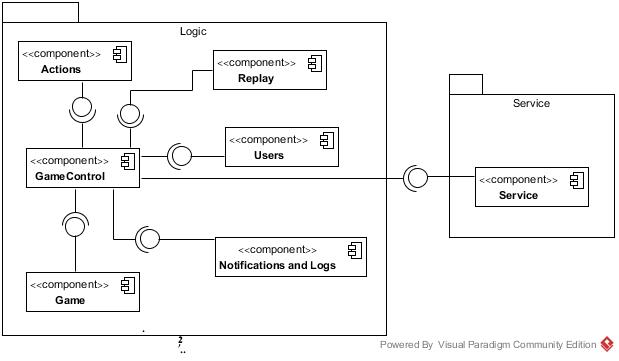 Logic
<<component>>
Actions
<<component>>
Replay
Service
<<component>>
Users
<<component>>
GameControl
<<component>>
Service
<<component>>
Notifications and Logs
<<component>>
Game
2
Powered By Visual Paradigm Community Edition